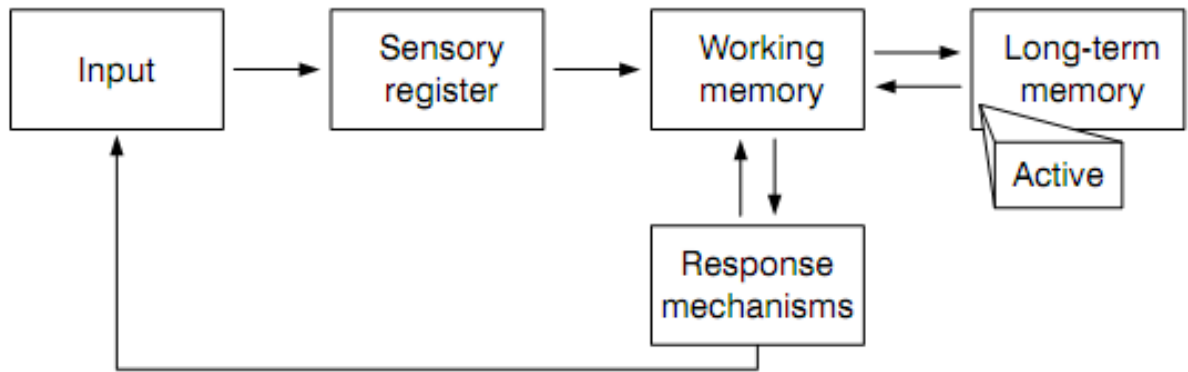 Input
Sensory
register
Working
memory
Long-term
memory
Active
Response
mechanisms